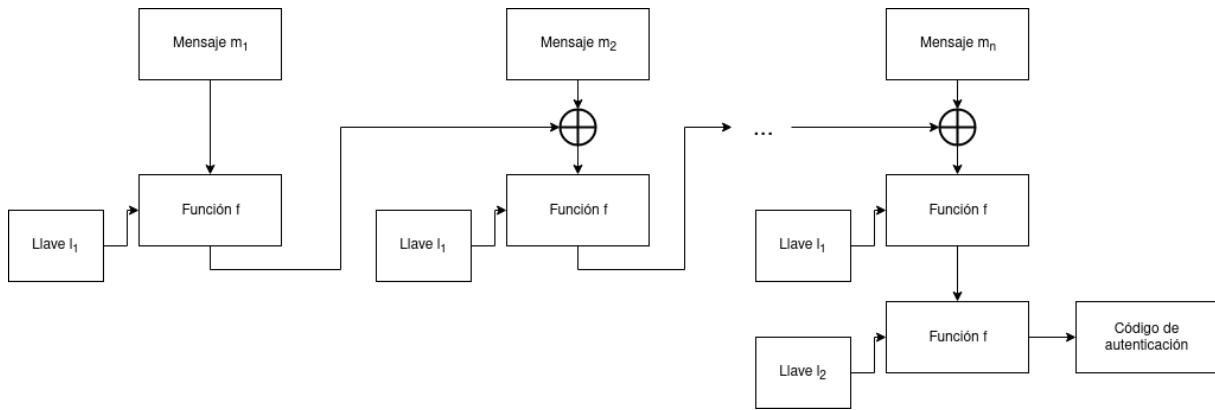 Mensaje m₁
Mensaje m₂
Mensaje mₙ
...
Función f
Función f
Función f
Llave l₁
Llave l₁
Llave l₁
Función f
Código de
autenticación
Llave l₂